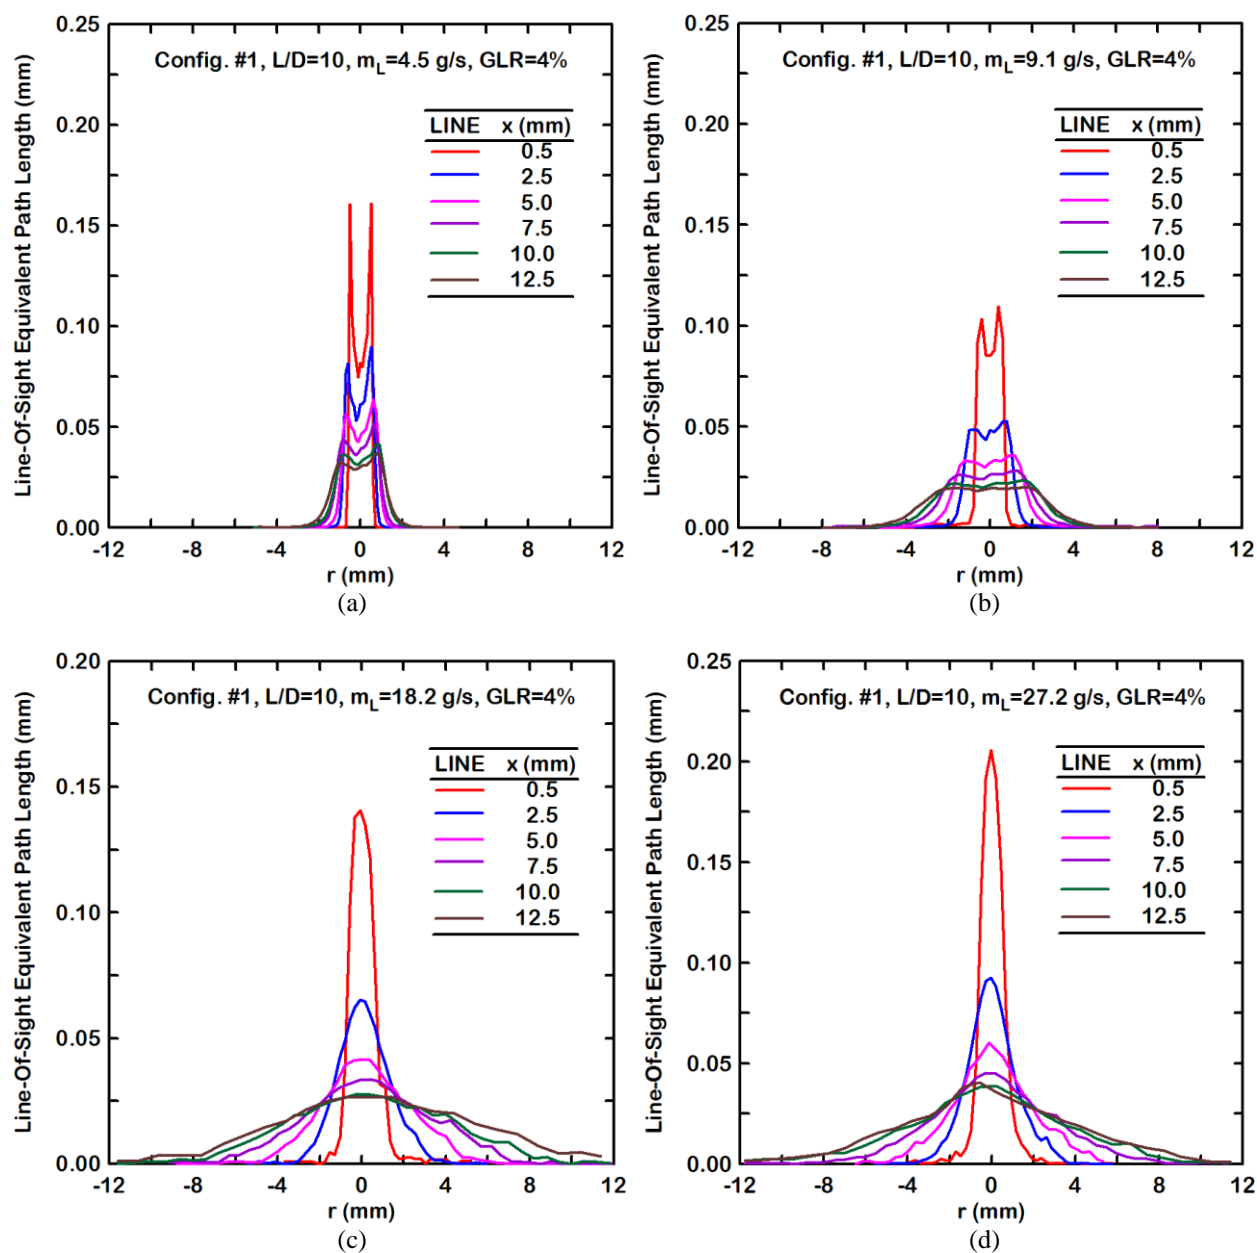 Line-Of-Sight Equivalent Path Length (mm)
0.25
0.20
0.15
0.10
0.05
0.00
Config. #1, L/D=10, mL=4.5 g/s, GLR=4%
LINE x (mm)
0.5
2.5
5.0
7.5
10.0
12.5
-12 -8 -4 0 4 8 12
r (mm)
(a)
Line-Of-Sight Equivalent Path Length (mm)
0.25
0.20
0.15
0.10
0.05
0.00
Config. #1, L/D=10, mL=9.1 g/s, GLR=4%
LINE x (mm)
0.5
2.5
5.0
7.5
10.0
12.5
-12 -8 -4 0 4 8 12
r (mm)
(b)
Line-Of-Sight Equivalent Path Length (mm)
0.20
0.15
0.10
0.05
0.00
Config. #1, L/D=10, mL=18.2 g/s, GLR=4%
LINE x (mm)
0.5
2.5
5.0
7.5
10.0
12.5
-12 -8 -4 0 4 8 12
r (mm)
(c)
Line-Of-Sight Equivalent Path Length (mm)
0.25
0.20
0.15
0.10
0.05
0.00
Config. #1, L/D=10, mL=27.2 g/s, GLR=4%
LINE x (mm)
0.5
2.5
5.0
7.5
10.0
12.5
-12 -8 -4 0 4 8 12
r (mm)
(d)